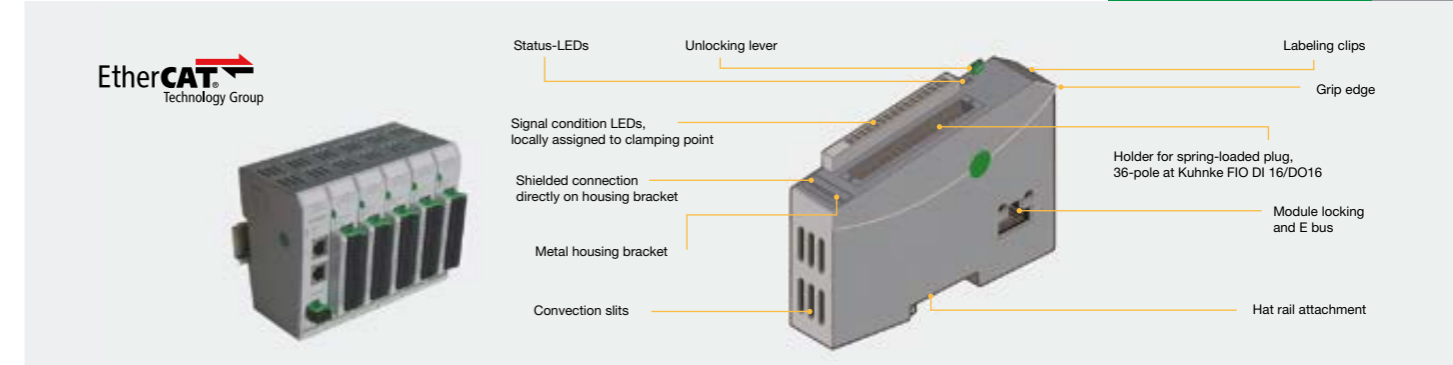 EtherCAT®
Technology Group
Status-LEDs
Unlocking lever
Labeling clips
Grip edge
Signal condition LEDs,
locally assigned to clamping point
Holder for spring-loaded plug,
36-pole at Kuhnke FIO DI 16/DO16
Shielded connection
directly on housing bracket
Module locking
and E bus
Metal housing bracket
Convection slits
Hat rail attachment